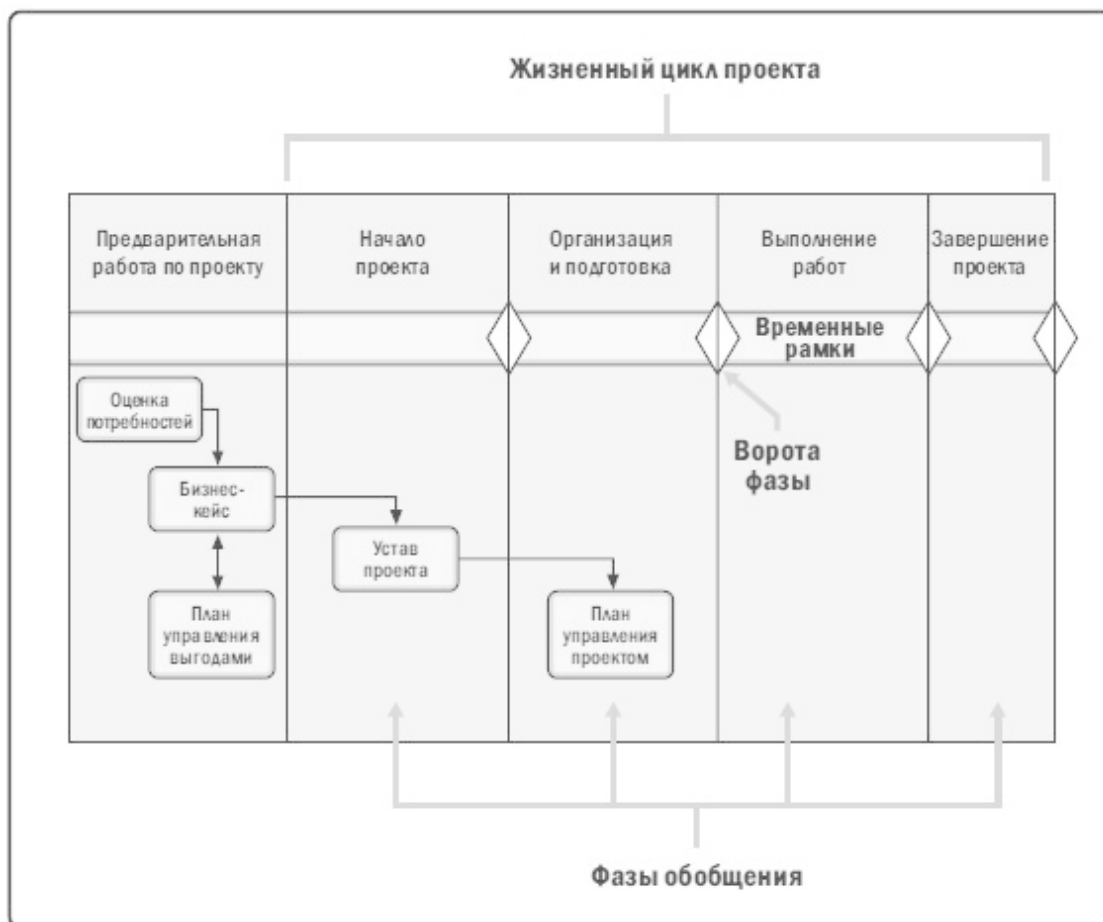 Жизненный цикл проекта
Предварительная
работа по проекту
Начало
проекта
Организация
и подготовка
Выполнение
работ
Завершение
проекта
Временные
рамки
Оценка
потребностей
Ворота
фазы
Бизнес-
кейс
Устав
проекта
План
управления
выгодами
План
управления
проектом
Фазы обобщения